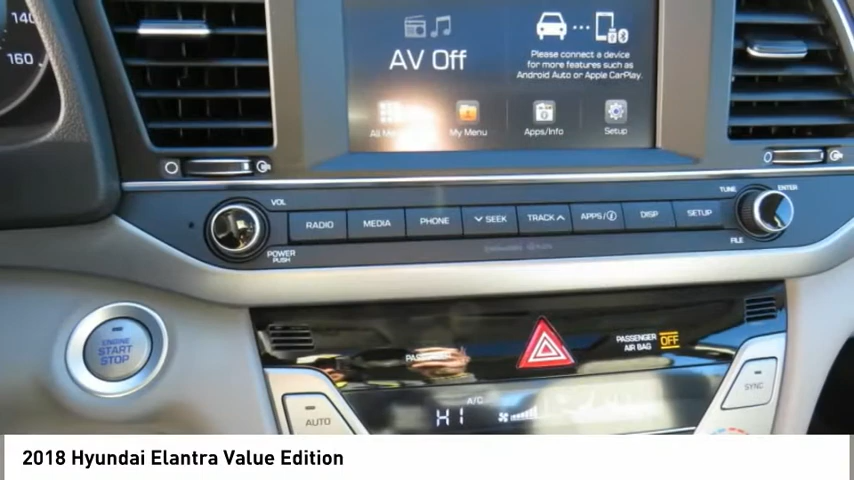 140
160
AV Off
Please connect a device
for more features such as
Android Auto or Apple CarPlay.
All Menu
My Menu
Apps/Info
Setup
VOL
POWER
PUSH
RADIO
MEDIA
PHONE
SEEK
TRACK
APPS/i
DISP
SETUP
TUNE
ENTER
FILE
ENGINE
START
STOP
PASSENGER
AIR BAG
OFF
AUTO
A/C
HI
SYNC
2018 Hyundai Elantra Value Edition